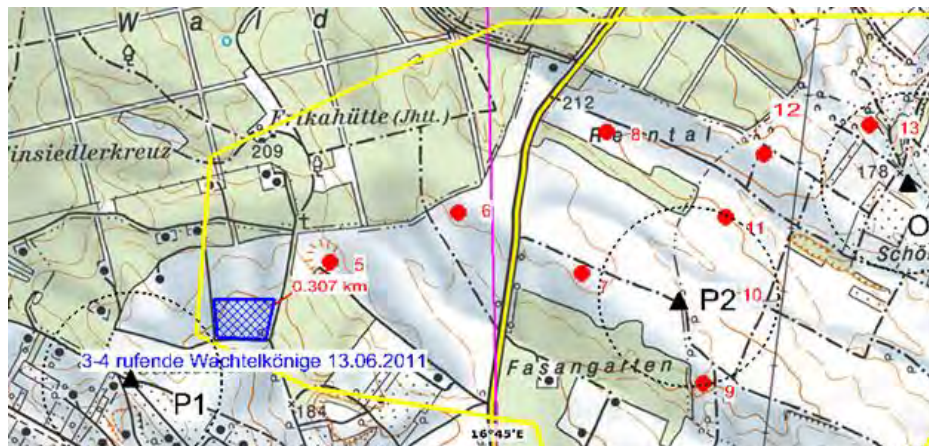 W a l d
Erikahütte (Jhtt.)
insiedlerkreuz
209
212
Rental
8
12
13
178
O
Schö
6
11
5
0.307 km
7
P2
10
3-4 rufende Wachtelkönige 13.06.2011
Fasangarten
9
P1
184
16°45'E